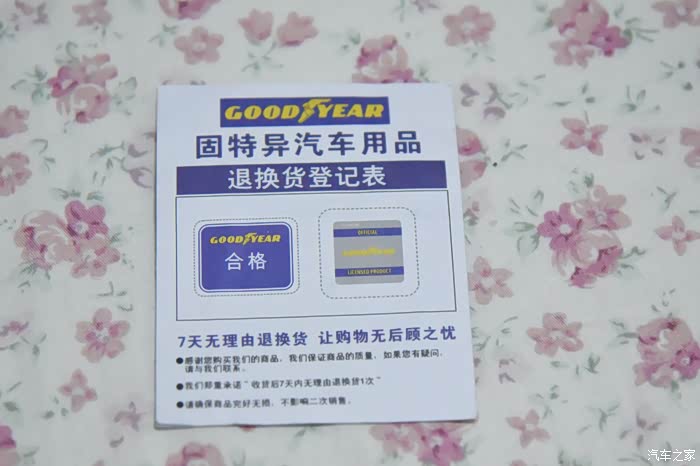 GOODYEAR
固特异汽车用品
退换货登记表
GOODYEAR
合格
OFFICIAL
GOODYEAR
LICENSED PRODUCT
7天无理由退换货 让购物无后顾之忧
●感谢您购买我们的商品，我们保证商品的质量，如果您有疑问，
请与我们联系。
●我们郑重承诺“收货后7天内无理由退换货1次”
●请确保商品完好无损，不影响二次销售。
汽车之家